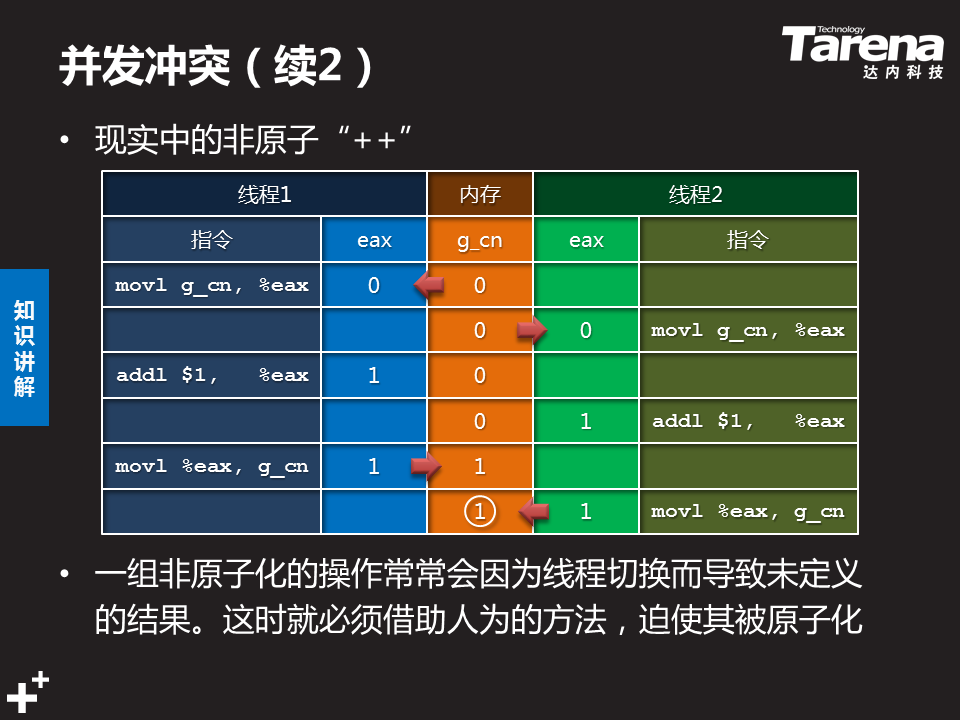 并发冲突（续2）
Technology
Tarena
达内科技
• 现实中的非原子“++”
线程1 内存 线程2
指令 eax g_cn eax 指令
movl g_cn, %eax 0 0
0 0 movl g_cn, %eax
addl $1, %eax 1 0
0 1 addl $1, %eax
movl %eax, g_cn 1 1
1 1 movl %eax, g_cn
知识讲解
• 一组非原子化的操作常常会因为线程切换而导致未定义
的结果。这时就必须借助人为的方法，迫使其被原子化